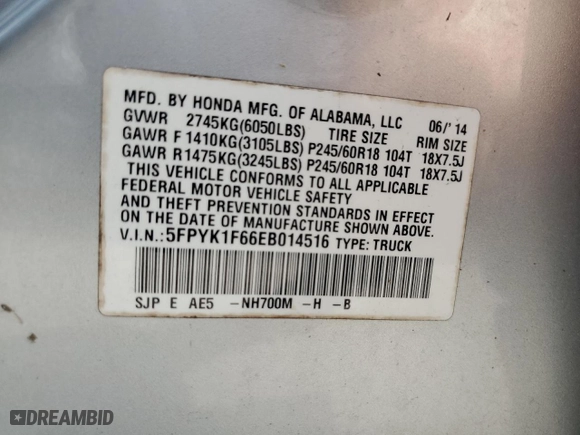 MFD. BY HONDA MFG. OF ALABAMA, LLC 06/'14
GVWR 2745KG(6050LBS) TIRE SIZE RIM SIZE
GAWR F 1410KG(3105LBS) P245/60R18 104T 18X7.5J
GAWR R1475KG(3245LBS) P245/60R18 104T 18X7.5J
THIS VEHICLE CONFORMS TO ALL APPLICABLE
FEDERAL MOTOR VEHICLE SAFETY
AND THEFT PREVENTION STANDARDS IN EFFECT
ON THE DATE OF MANUFACTURE SHOWN ABOVE.
V.I.N.:5FPYK1F66EB014516 TYPE: TRUCK
SJP E AE5 -NH700M -H -B
DREAMBID